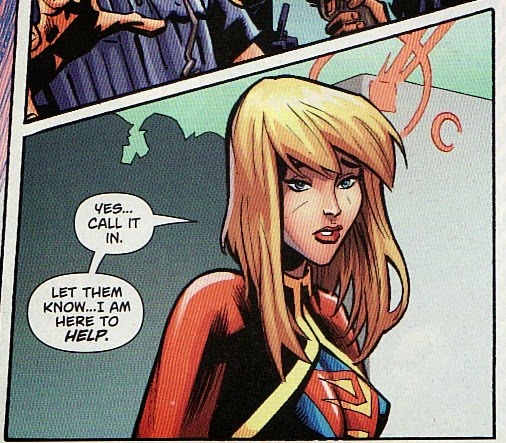 YES...
CALL IT
IN.
LET THEM
KNOW...I AM
HERE TO
HELP.